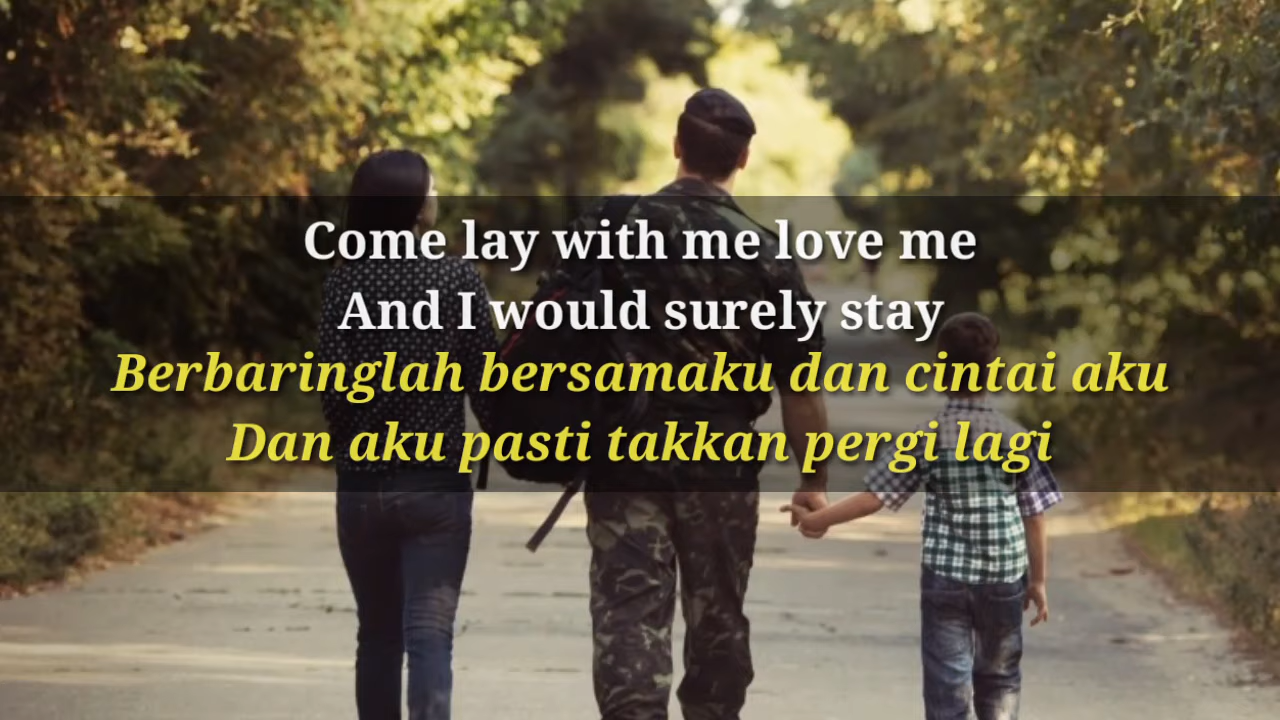 Come lay with me love me
And I would surely stay
Berbaringlah bersamaku dan cintai aku
Dan aku pasti takkan pergi lagi